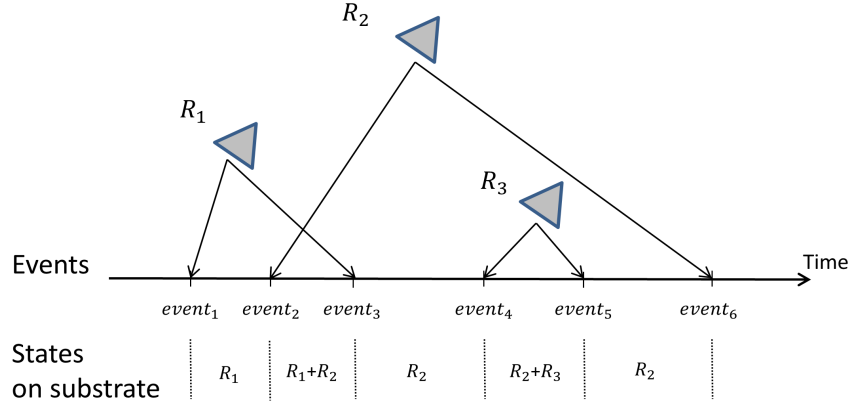 R₂
R₁
R₃
Events
Time
event₁ event₂ event₃ event₄ event₅ event₆
States
on substrate
R₁ R₁+R₂ R₂ R₂+R₃ R₂